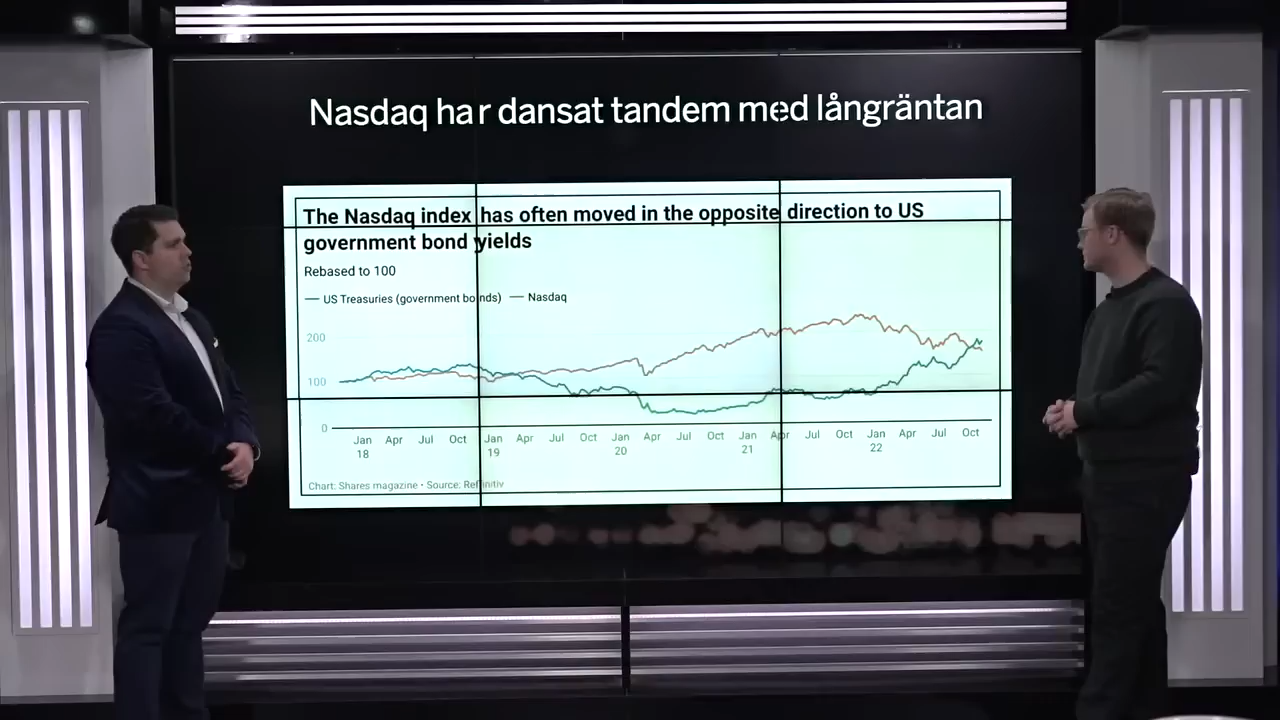 Nasdaq har dansat tandem med långräntan
The Nasdaq index has often moved in the opposite direction to US
government bond yields
Rebased to 100
US Treasuries (government bonds) Nasdaq
200
100
0
Jan Apr Jul Oct Jan Apr Jul Oct Jan Apr Jul Oct Jan Apr Jul Oct Jan Apr Jul Oct
18 19 20 21 22
Chart: Shares magazine • Source: Refinitiv